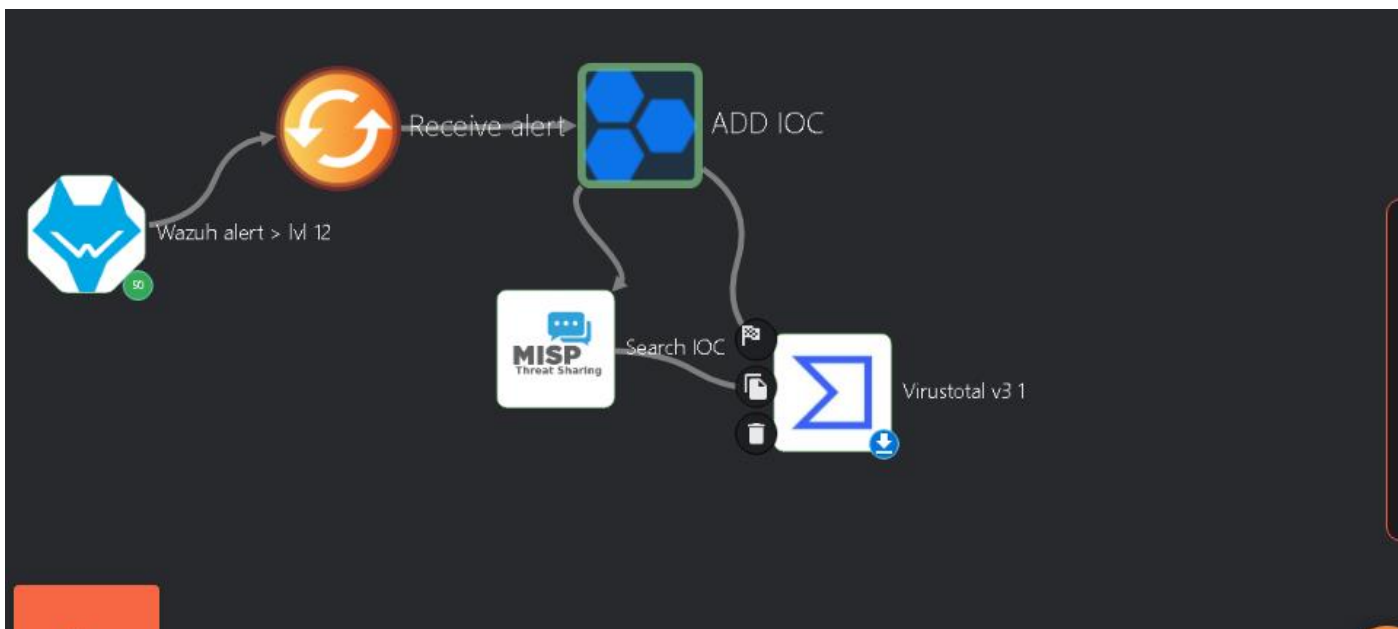 Receive alert
ADD IOC
Wazuh alert > lvl 12
50
MISP
Threat Sharing
Search IOC
Virustotal v3 1